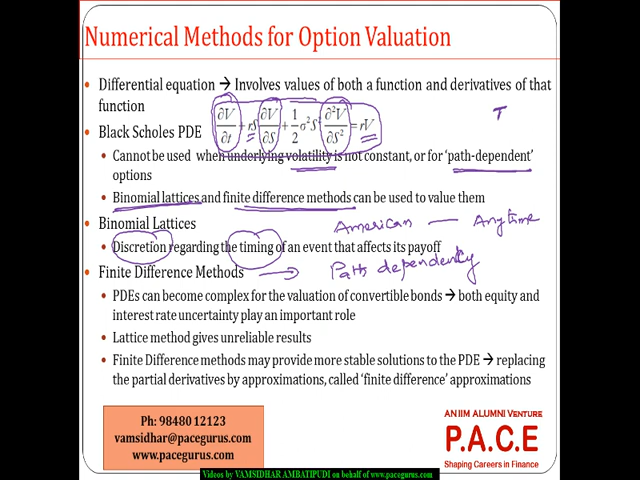 Numerical Methods for Option Valuation
• Differential equation → Involves values of both a function and derivatives of that
function
T
• Black Scholes PDE
∂V/∂t + rS ∂V/∂S + 1/2 σ²S² ∂²V/∂S² = rV
• Cannot be used when underlying volatility is not constant, or for 'path-dependent'
options
• Binomial lattices and finite difference methods can be used to value them
• Binomial Lattices
American — Anytime
• Discretion regarding the timing of an event that affects its payoff
• Finite Difference Methods → Path dependency
• PDEs can become complex for the valuation of convertible bonds → both equity and
interest rate uncertainty play an important role
• Lattice method gives unreliable results
• Finite Difference methods may provide more stable solutions to the PDE → replacing
the partial derivatives by approximations, called 'finite difference' approximations
Ph: 98480 12123
vamsidhar@pacegurus.com
www.pacegurus.com
AN IIM ALUMNI VENTURE
P.A.C.E
Shaping Careers in Finance
Videos by VAMSIDHAR AMBATIPUDI on behalf of www.pacegurus.com